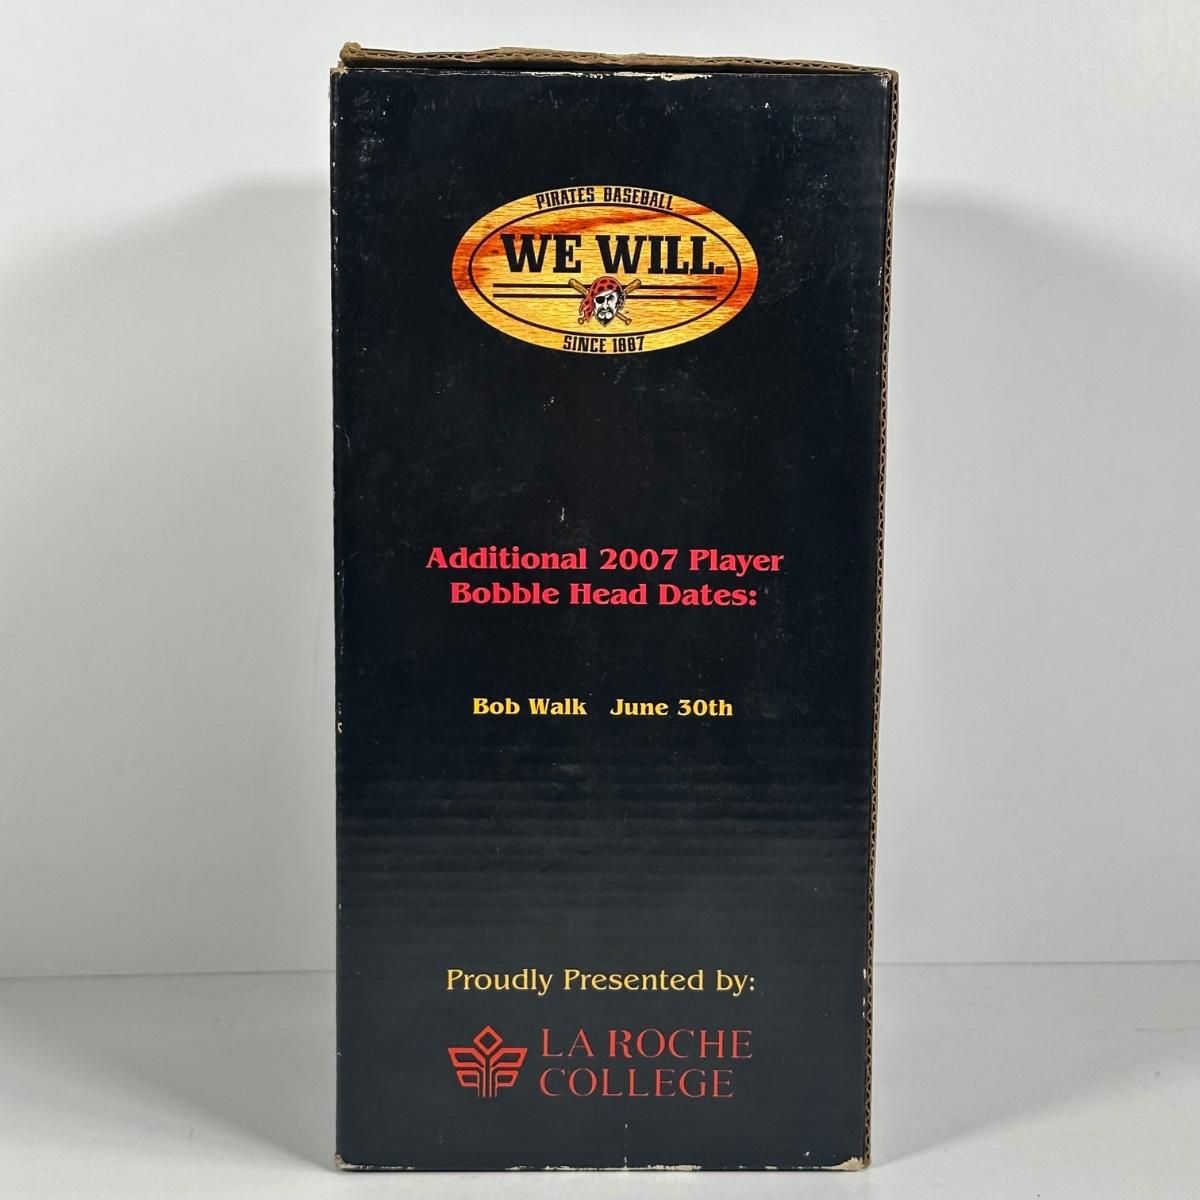 PIRATES BASEBALL
WE WILL.
SINCE 1887
Additional 2007 Player
Bobble Head Dates:
Bob Walk June 30th
Proudly Presented by:
LA ROCHE
COLLEGE